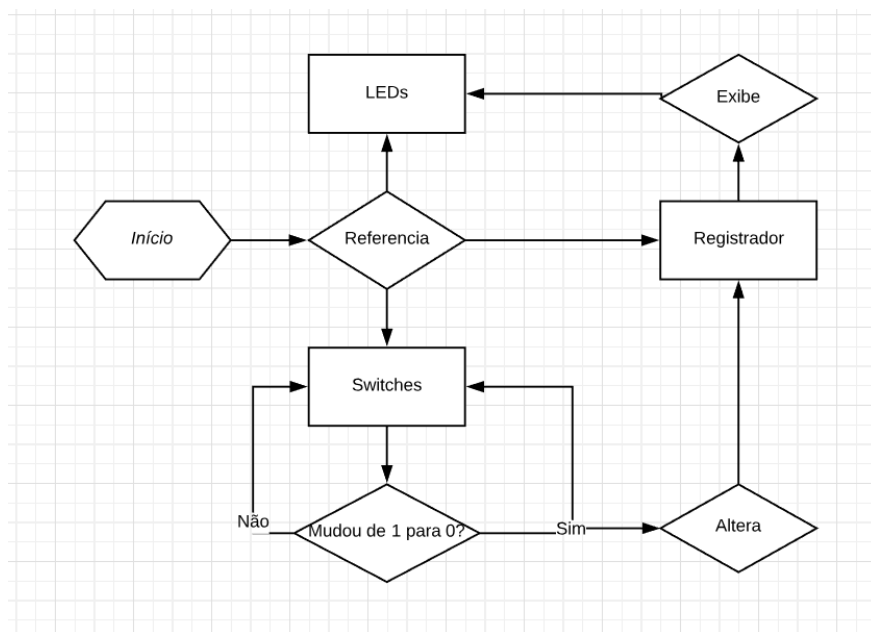 LEDs
Exibe
Início
Referencia
Registrador
Switches
Não
Mudou de 1 para 0?
Sim
Altera